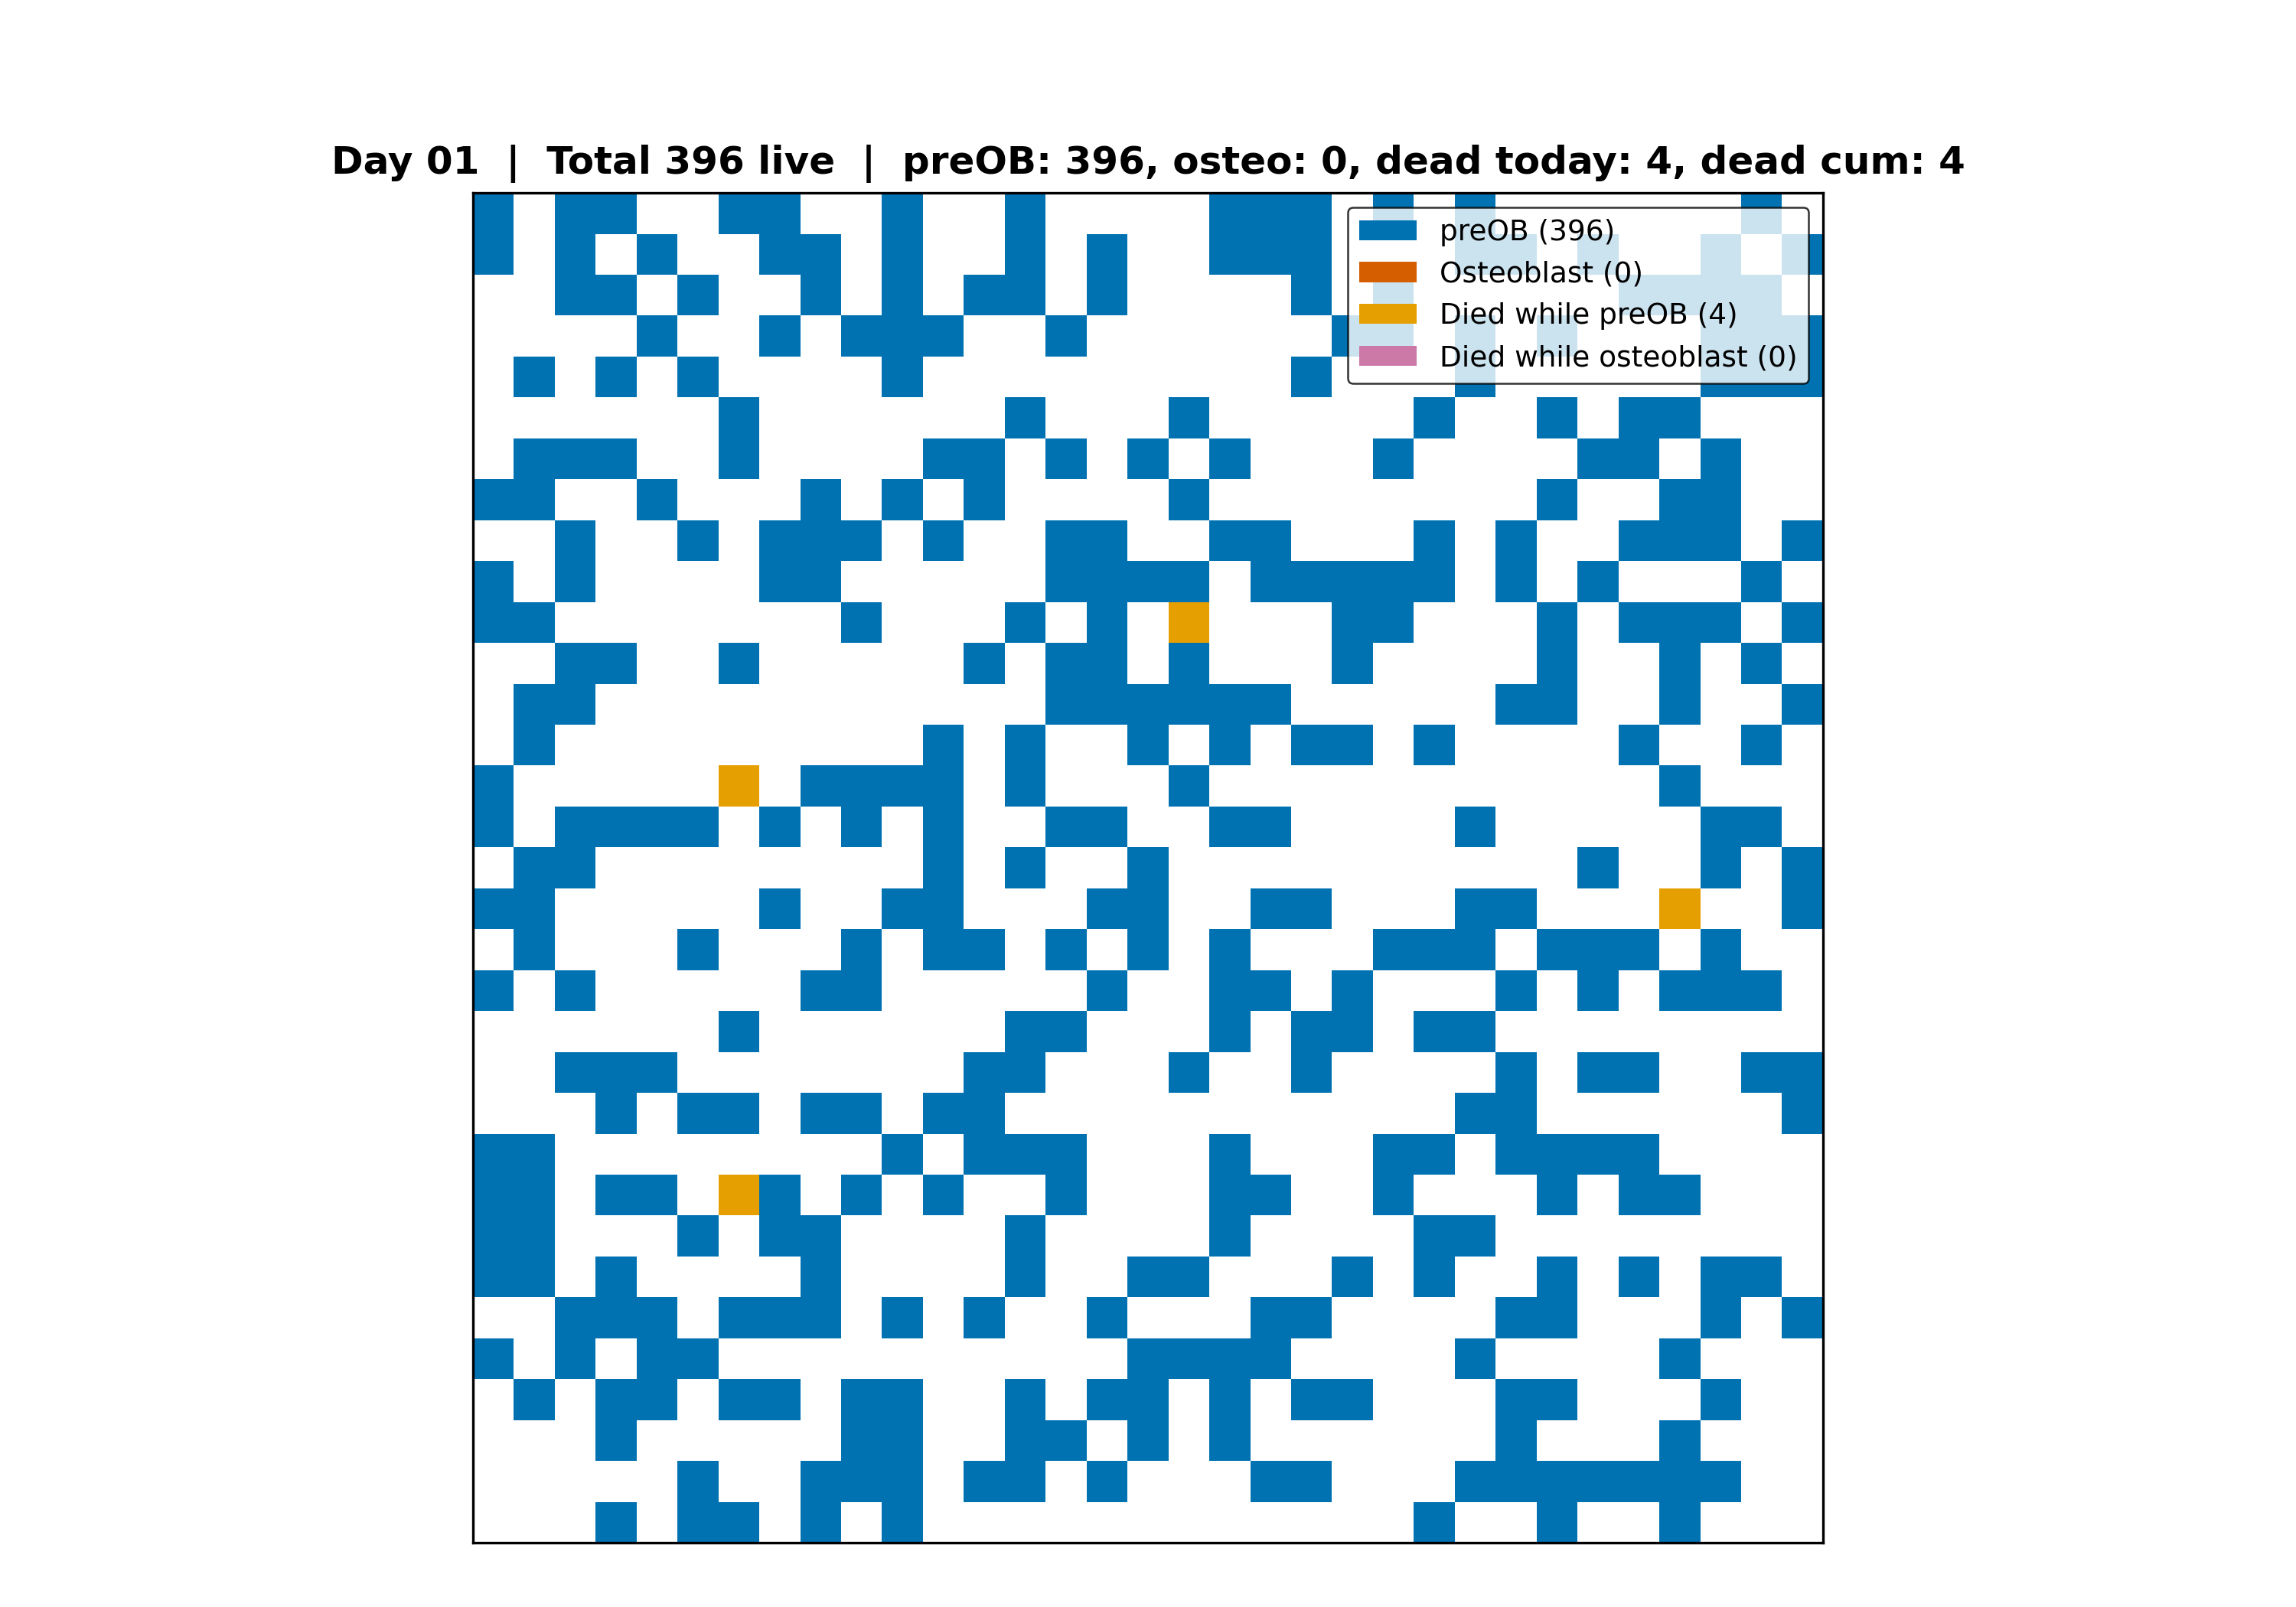 Day 01 | Total 396 live | preOB: 396, osteo: 0, dead today: 4, dead cum: 4
preOB (396)
Osteoblast (0)
Died while preOB (4)
Died while osteoblast (0)